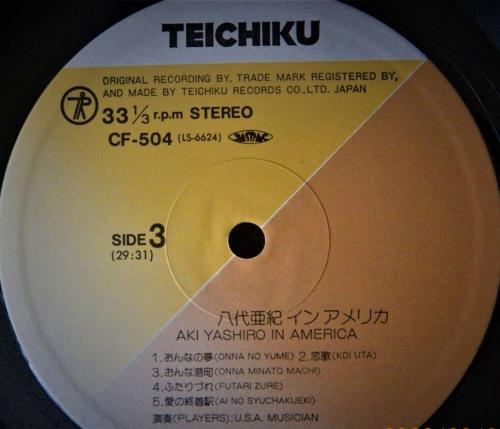 TEICHIKU
ORIGINAL RECORDING BY. TRADE MARK REGISTERED BY,
AND MADE BY TEICHIKU RECORDS CO.,LTD. JAPAN
33 1/3 r.p.m STEREO
CF-504 (LS-6624)
SIDE 3
(29:31)
八代亜紀 イン アメリカ
AKI YASHIRO IN AMERICA
1.おんなの夢(ONNA NO YUME) 2.恋歌(KOI UTA)
3.おんな港町(ONNA MINATO MACHI)
4.ふたりづれ(FUTARI ZURE)
5.愛の終着駅(AI NO SYUCHAKUEKI)
演奏(PLAYERS):U.S.A. MUSICIAN